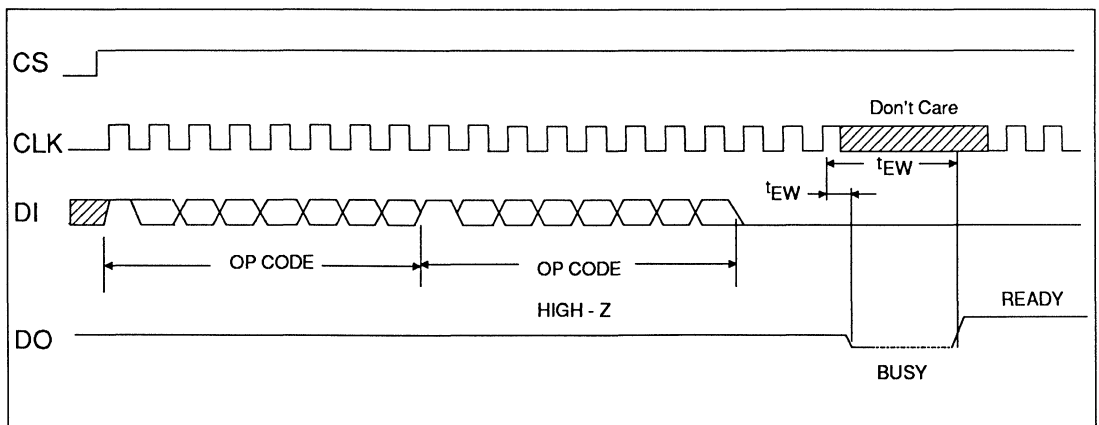 CS
Don't Care
CLK
tEW
tEW
DI
OP CODE
OP CODE
HIGH - Z
READY
DO
BUSY